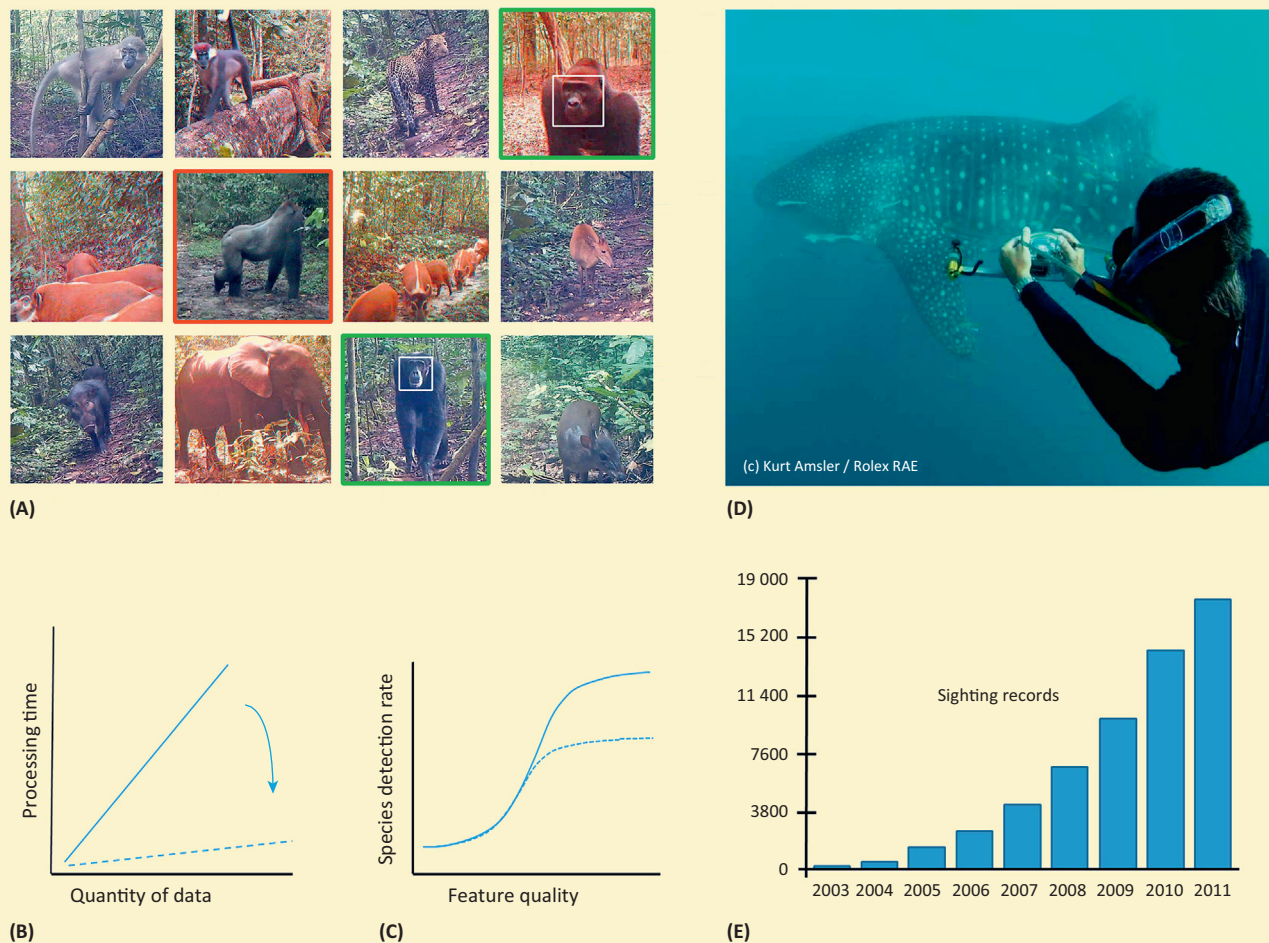 (c) Kurt Amsler / Rolex RAE
(A)
(D)
Processing time
Quantity of data
(B)
Species detection rate
Feature quality
(C)
19 000
15 200
11 400
7600
3800
0
Sighting records
2003 2004 2005 2006 2007 2008 2009 2010 2011
(E)